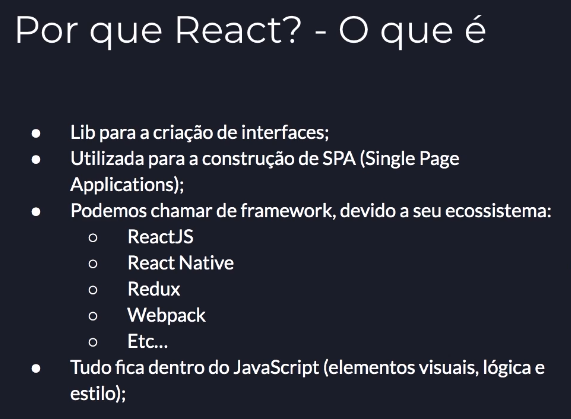 Por que React? - O que é
● Lib para a criação de interfaces;
● Utilizada para a construção de SPA (Single Page
Applications);
● Podemos chamar de framework, devido a seu ecossistema:
○ ReactJS
○ React Native
○ Redux
○ Webpack
○ Etc...
● Tudo fica dentro do JavaScript (elementos visuais, lógica e
estilo);